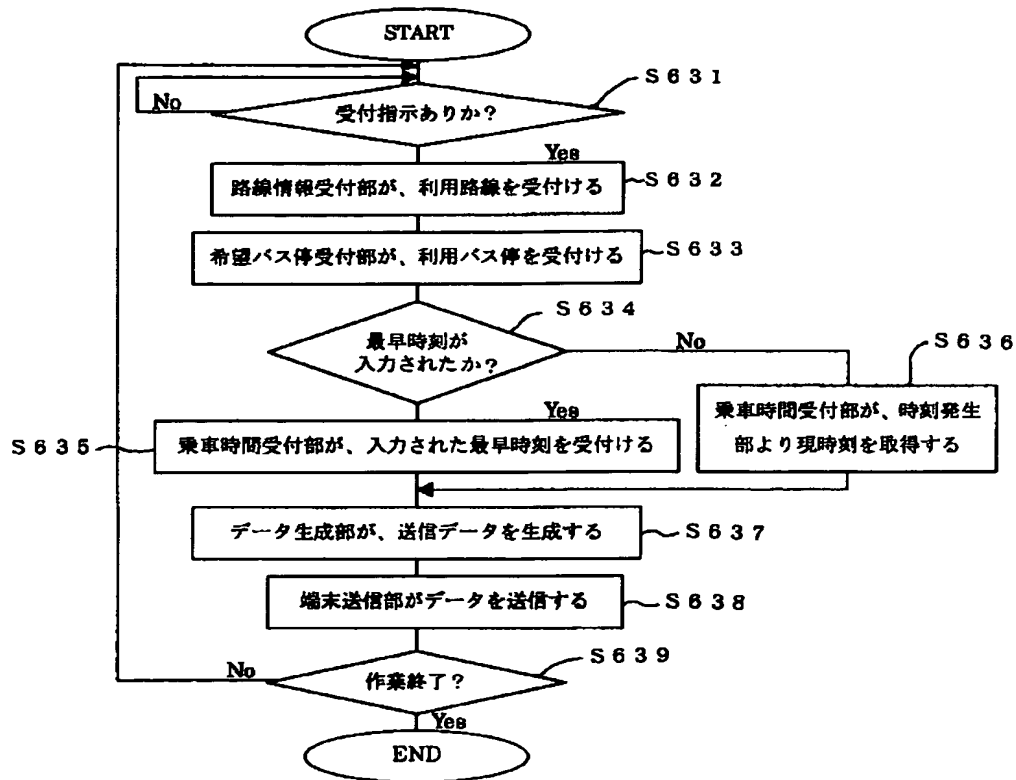 START
S631
No
受付指示ありか?
Yes
路線情報受付部が、利用路線を受付ける
S632
希望バス停受付部が、利用バス停を受付ける
S633
S634
最早時刻が
入力されたか?
No
S636
乗車時間受付部が、時刻発生
部より現時刻を取得する
Yes
S635
乗車時間受付部が、入力された最早時刻を受付ける
データ生成部が、送信データを生成する
S637
端末送信部がデータを送信する
S638
S639
No
作業終了?
Yes
END